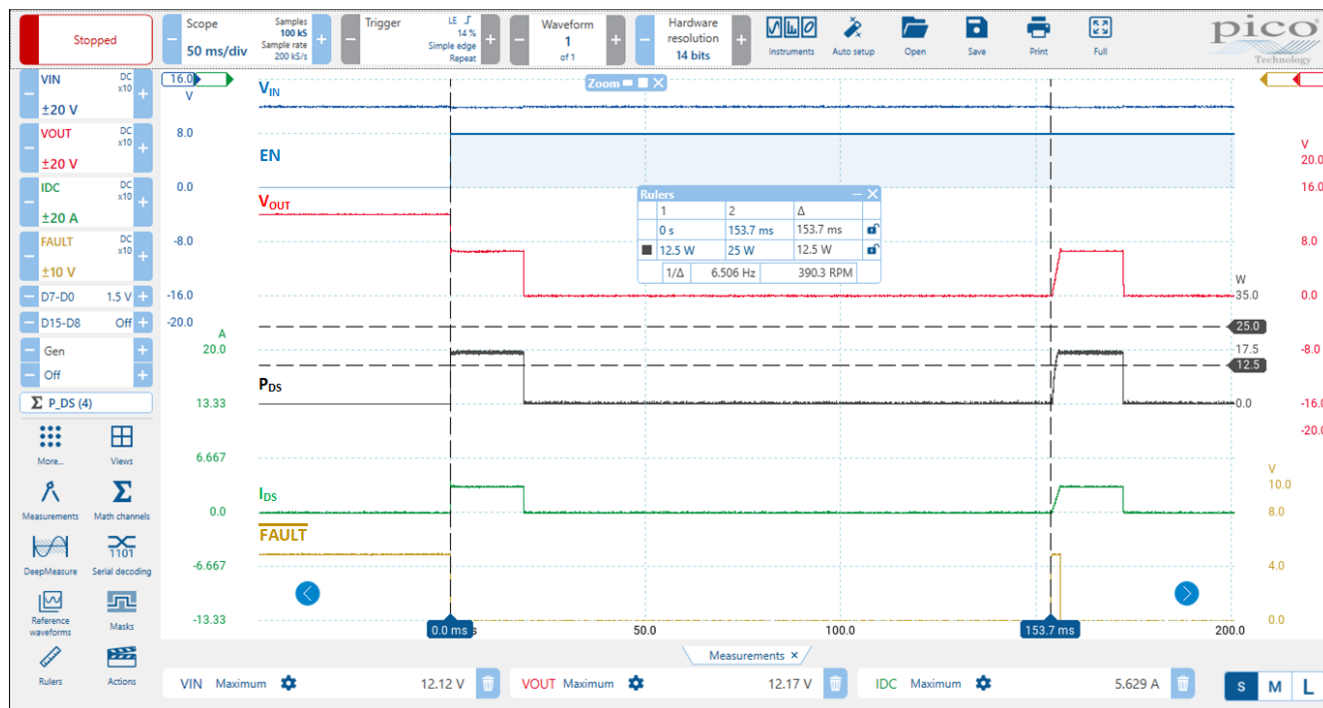 Stopped
Scope
50 ms/div
Samples
100 kS
Sample rate
200 kS/s
Trigger
LE
14 %
Simple edge
Repeat
Waveform
1
of 1
Hardware
resolution
14 bits
Instruments
Auto setup
Open
Save
Print
Full
pico
Technology
VIN
DC
x10
±20 V
VOUT
DC
x10
±20 V
IDC
DC
x10
±20 A
FAULT
DC
x10
±10 V
D7-D0 1.5 V
D15-D8 Off
Gen
Off
Σ P_DS (4)
More...
Views
Measurements
Math channels
DeepMeasure
Serial decoding
Reference
waveforms
Masks
Rulers
Actions
16.0
V
8.0
0.0
-8.0
-16.0
-20.0
A
20.0
13.33
6.667
0.0
-6.667
-13.33
VIN
EN
VOUT
PDS
IDS
FAULT
Zoom
Rulers
1 2 Δ
0 s 153.7 ms 153.7 ms
12.5 W 25 W 12.5 W
1/Δ 6.506 Hz 390.3 RPM
V
20.0
16.0
8.0
0.0
-8.0
-16.0
-20.0
W
35.0
25.0
17.5
12.5
0.0
V
10.0
8.0
4.0
0.0
0.0 ms
50.0
100.0
153.7 ms
200.0
Measurements
VIN Maximum 12.12 V
VOUT Maximum 12.17 V
IDC Maximum 5.629 A
S M L